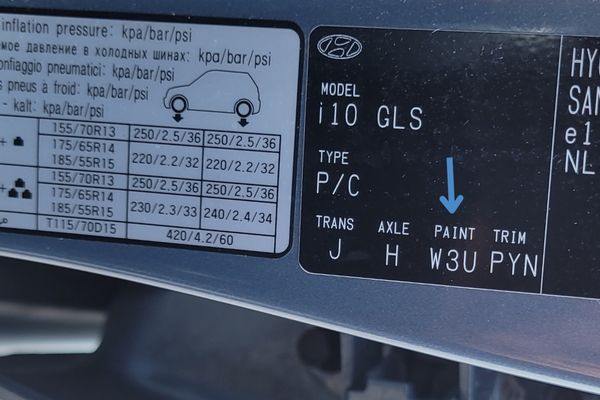 inflation pressure: kpa/bar/psi
мое давление в холодных шинах: kpa/bar/psi
onfiaggio pneumatici: kpa/bar/psi
s pneus à froid: kpa/bar/psi
- kalt: kpa/bar/psi
155/70R13 250/2.5/36 250/2.5/36
175/65R14
185/55R15 220/2.2/32 220/2.2/32
155/70R13 250/2.5/36 250/2.5/36
175/65R14
185/55R15 230/2.3/33 240/2.4/34
T115/70D15 420/4.2/60
MODEL
i10 GLS
TYPE
P/C
TRANS AXLE PAINT TRIM
J H W3U PYN
HYO
SAN
e1
NL